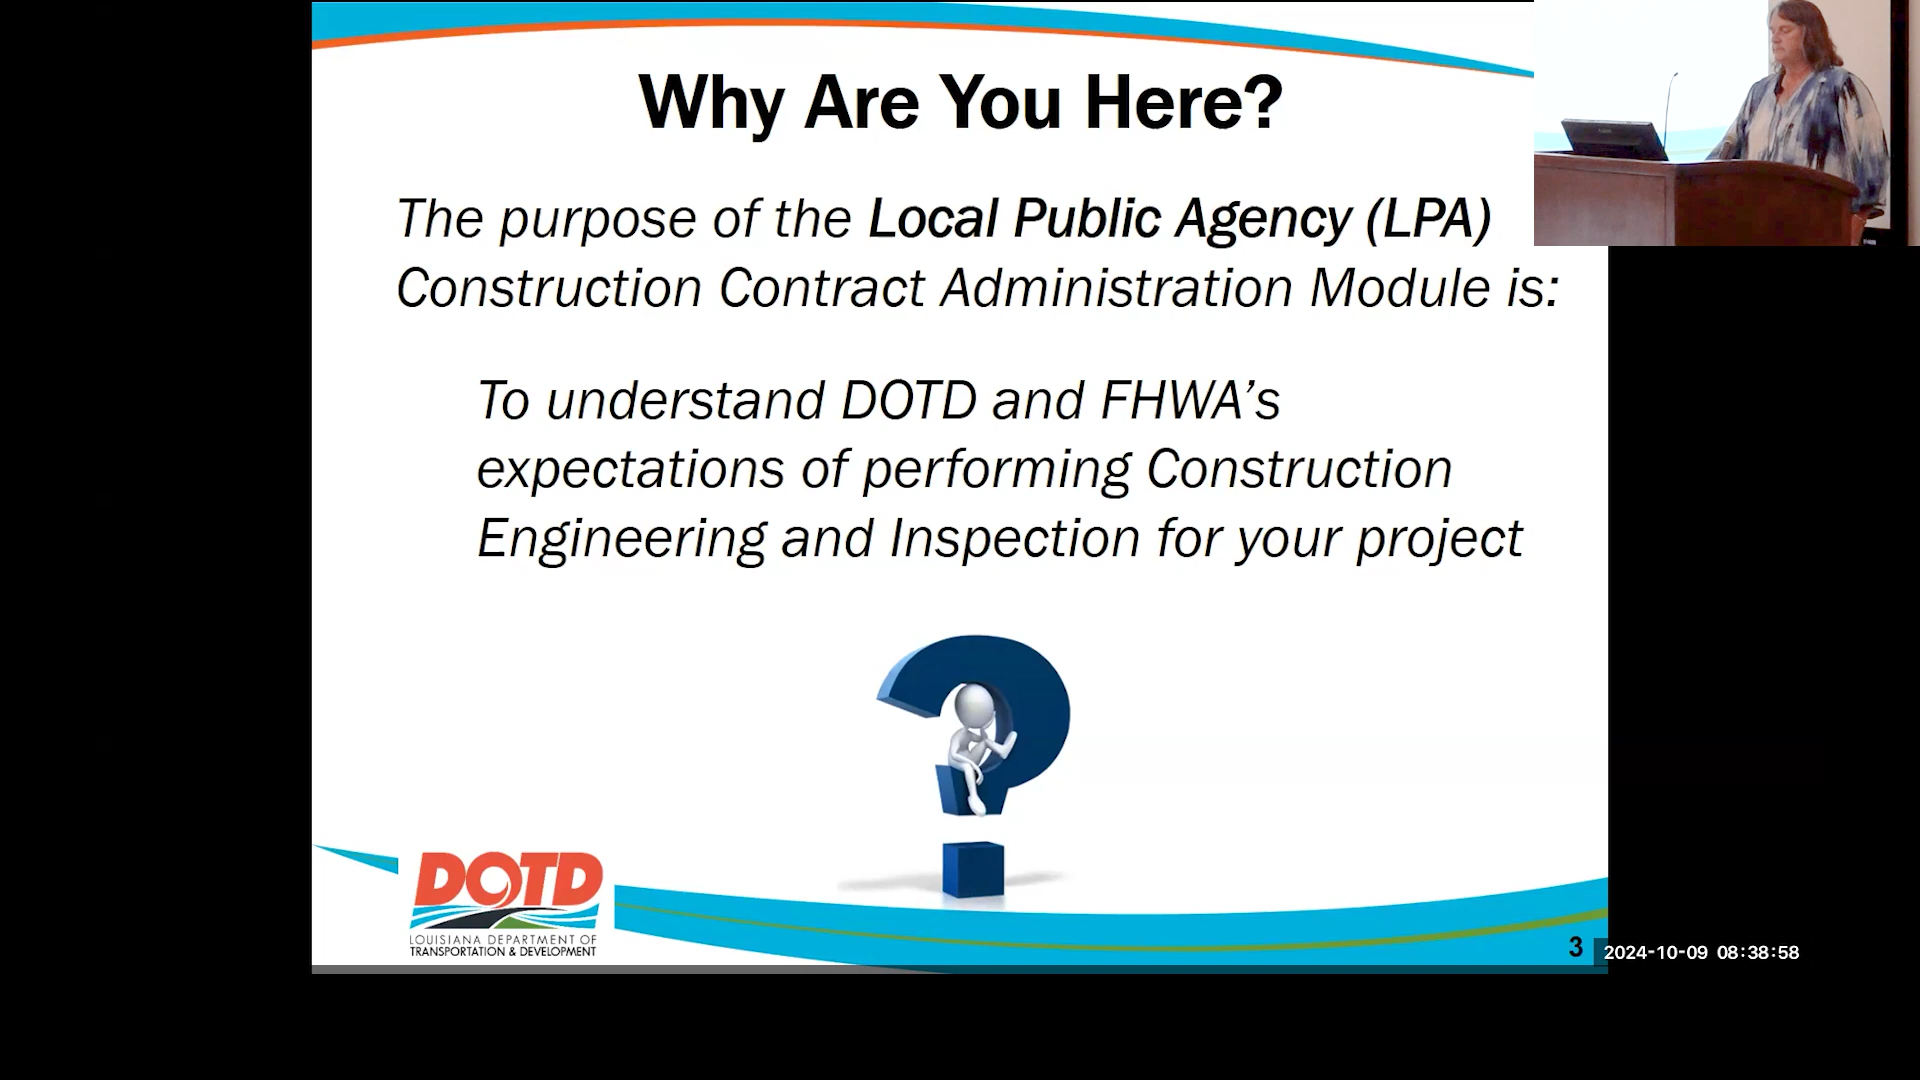 Why Are You Here?
The purpose of the Local Public Agency (LPA)
Construction Contract Administration Module is:
To understand DOTD and FHWA’s
expectations of performing Construction
Engineering and Inspection for your project
DOTD
LOUISIANA DEPARTMENT OF
TRANSPORTATION & DEVELOPMENT
3
2024-10-09 08:38:58